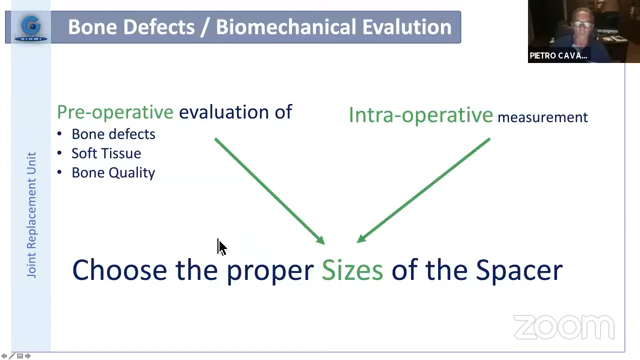 Bone Defects / Biomechanical Evalution
PIETRO CAVA...
Pre-operative evaluation of
• Bone defects
• Soft Tissue
• Bone Quality
Intra-operative measurement
Choose the proper Sizes of the Spacer
Joint Replacement Unit
zoom